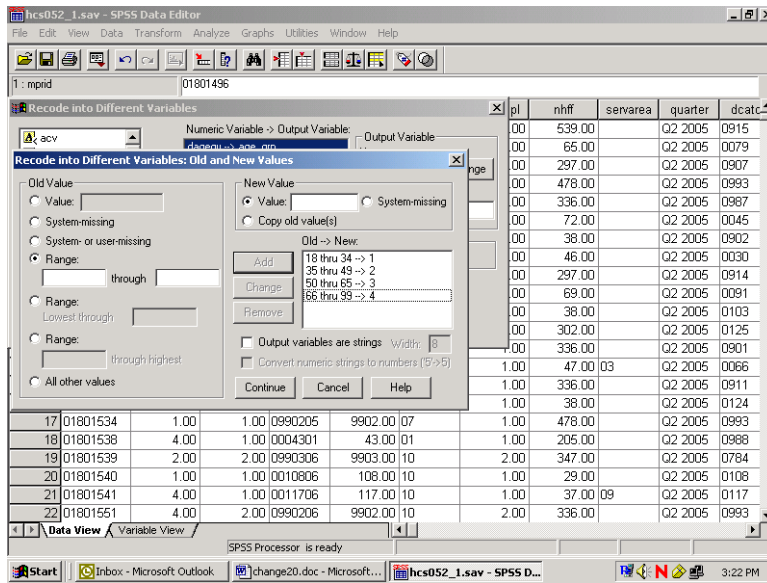 hcs052_1.sav - SPSS Data Editor
File Edit View Data Transform Analyze Graphs Utilities Window Help
1 : mprid 01801496
Recode into Different Variables
acv
Numeric Variable -> Output Variable:
Output Variable
Recode into Different Variables: Old and New Values
Old Value
Value:
System-missing
System- or user-missing
Range:
through
Range:
Lowest through
Range:
through highest
All other values
New Value
Value: System-missing
Copy old value(s)
Old --> New:
Add
Change
Remove
18 thru 34 --> 1
35 thru 49 --> 2
50 thru 65 --> 3
66 thru 99 --> 4
Output variables are strings Width: 8
Convert numeric strings to numbers ('5'->5)
Continue Cancel Help
pl nhff servarea quarter dcatc
.00 539.00 Q2 2005 0915
.00 65.00 Q2 2005 0079
.00 297.00 Q2 2005 0907
.00 478.00 Q2 2005 0993
.00 336.00 Q2 2005 0987
.00 72.00 Q2 2005 0045
.00 38.00 Q2 2005 0902
.00 46.00 Q2 2005 0030
.00 297.00 Q2 2005 0914
.00 69.00 Q2 2005 0091
.00 38.00 Q2 2005 0103
.00 302.00 Q2 2005 0125
.00 336.00 Q2 2005 0901
1.00 47.00 03 Q2 2005 0066
1.00 336.00 Q2 2005 0911
1.00 38.00 Q2 2005 0124
17 01801534 1.00 1.00 0990205 9902.00 07 1.00 478.00 Q2 2005 0993
18 01801538 4.00 1.00 0004301 43.00 01 1.00 205.00 Q2 2005 0988
19 01801539 2.00 2.00 0990306 9903.00 10 2.00 347.00 Q2 2005 0784
20 01801540 1.00 1.00 0010806 108.00 10 1.00 29.00 Q2 2005 0108
21 01801541 4.00 1.00 0011706 117.00 10 1.00 37.00 09 Q2 2005 0117
22 01801551 4.00 2.00 0990206 9902.00 10 2.00 336.00 Q2 2005 0993
Data View Variable View
SPSS Processor is ready
Start Inbox - Microsoft Outlook change20.doc - Microsoft... hcs052_1.sav - SPSS D... 3:22 PM